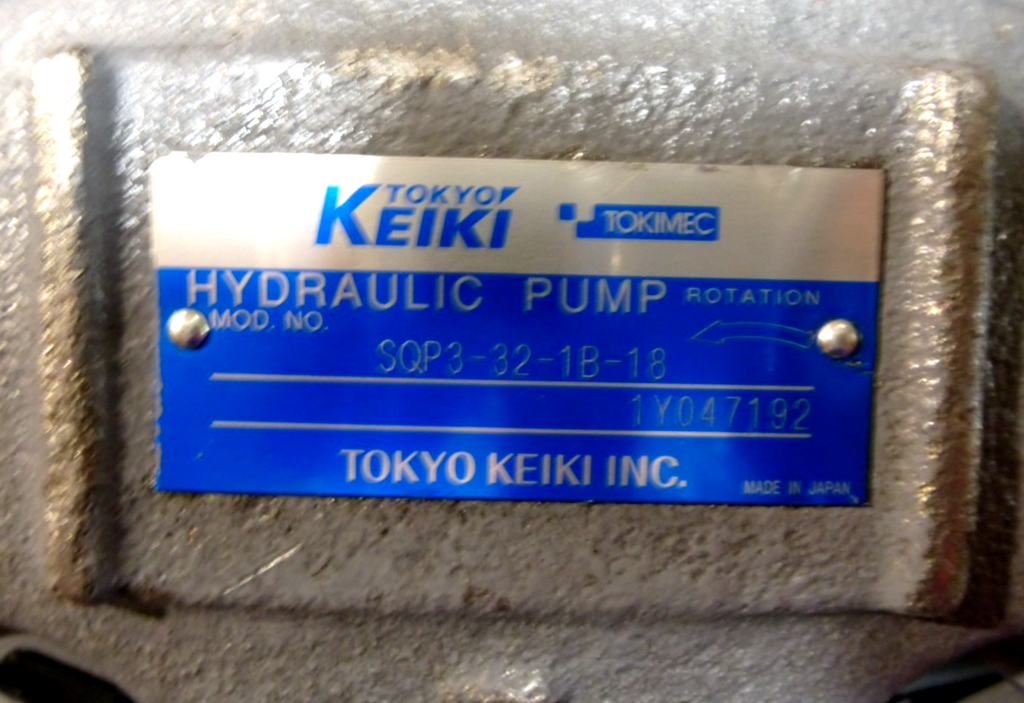 TOKYO KEIKI TOKIMEC
HYDRAULIC PUMP ROTATION
MOD. NO.
SQP3-32-1B-18
1Y047192
TOKYO KEIKI INC.
MADE IN JAPAN